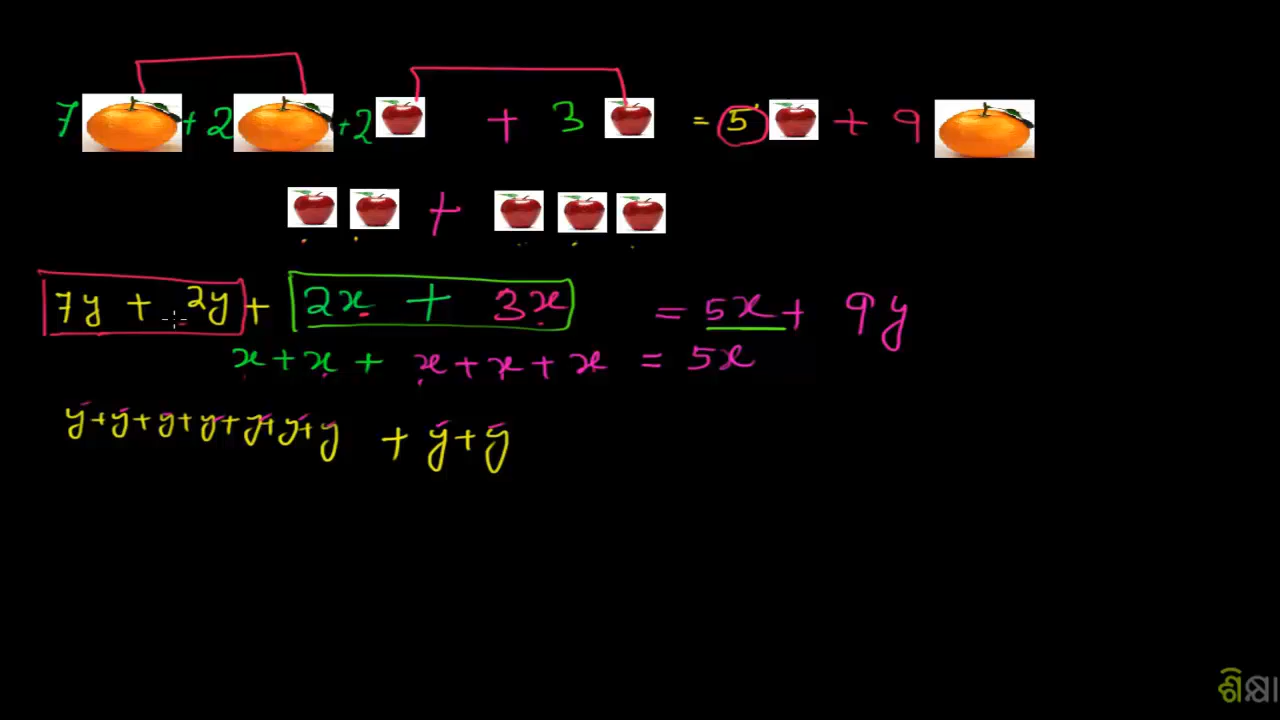 7 + 2 + 2 + 3 = 5 + 9
+
7y + 2y + 2x + 3x = 5x + 9y
x + x + x + x + x = 5x
y + y + y + y + y + y + y + y + y
ଶିକ୍ଷା